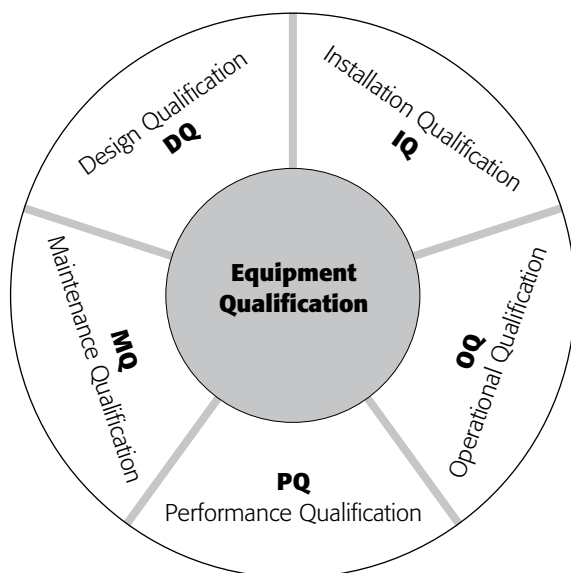 Design Qualification
DQ
Installation Qualification
IQ
Equipment
Qualification
OQ
Operational Qualification
PQ
Performance Qualification
MQ
Maintenance Qualification